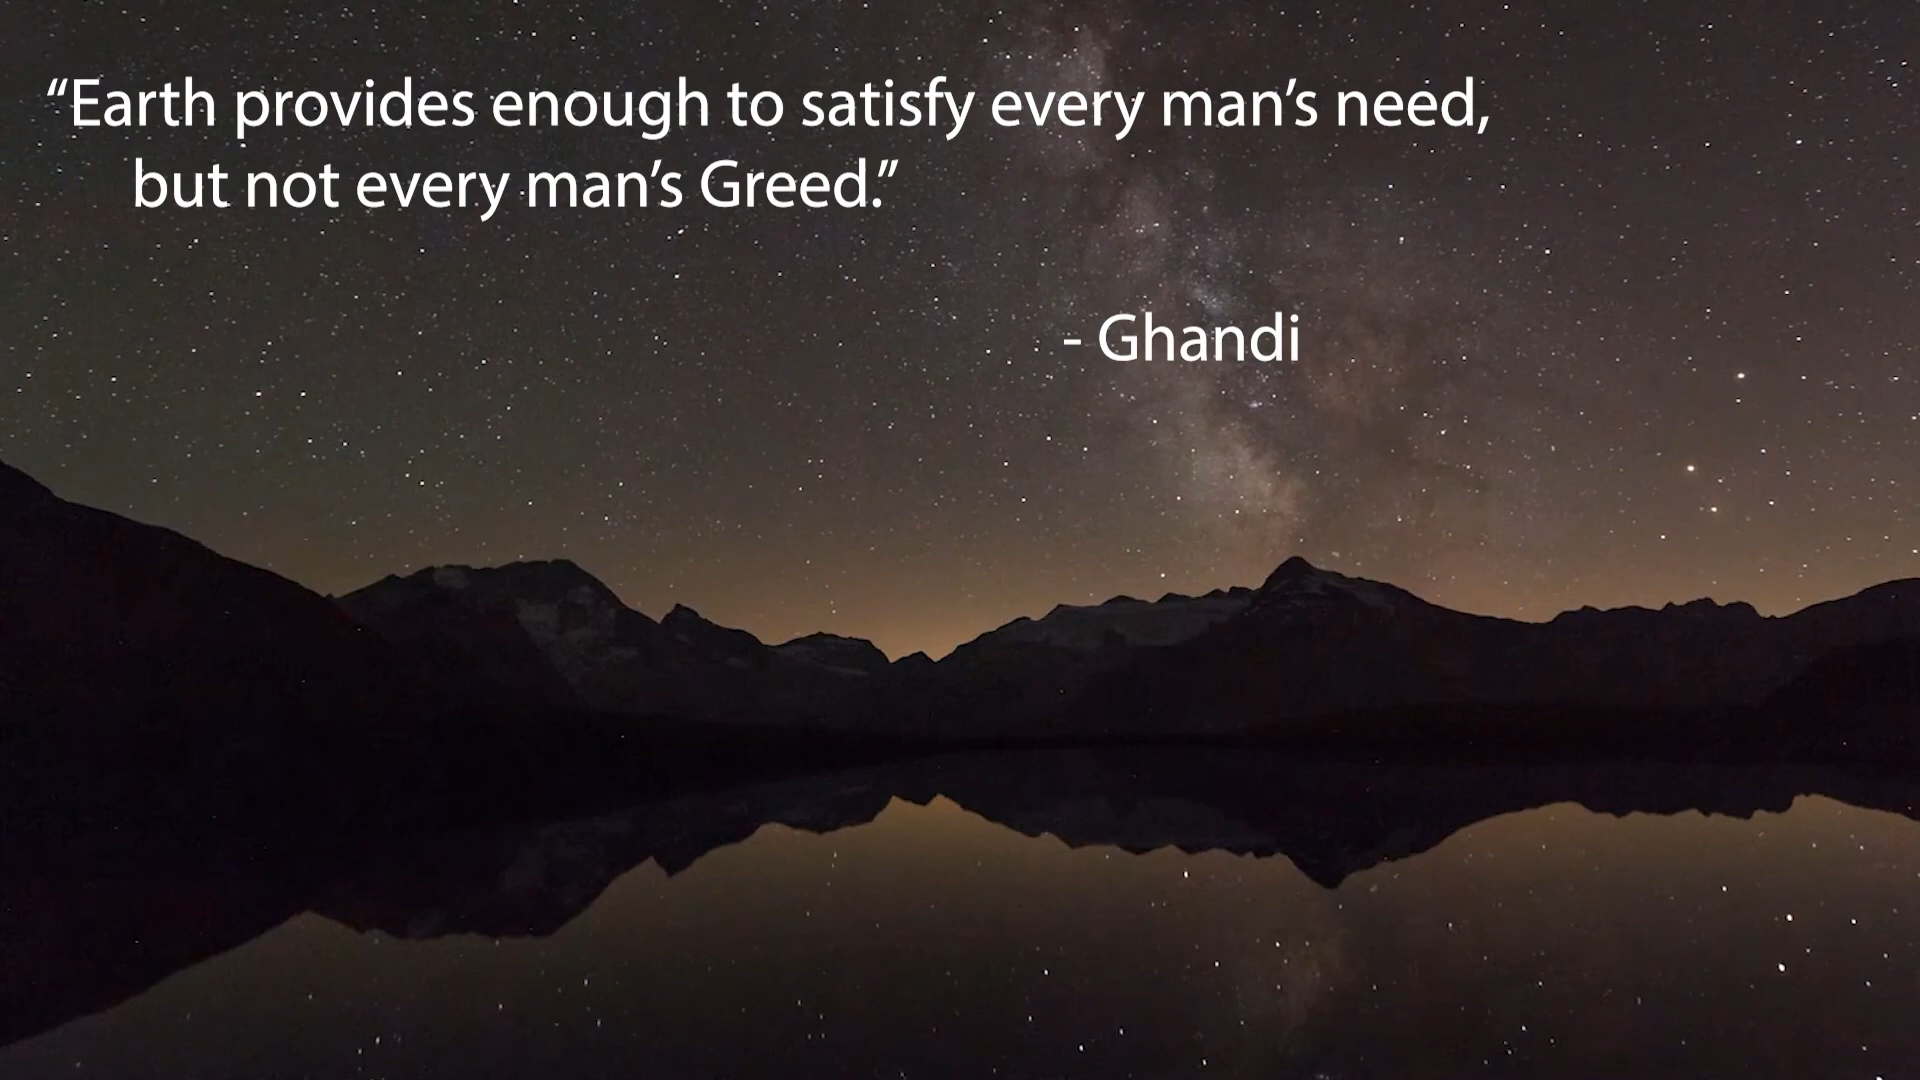 “Earth provides enough to satisfy every man’s need,
but not every man’s Greed.”
- Ghandi